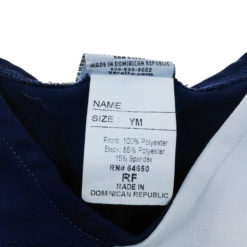 MADE IN DOMINICAN REPUBLIC
NAME
SIZE : YM
Front: 100% Polyester
Back: 85% Polyester
15% Spandex
RN# 64550
RF
MADE IN
DOMINICAN REPUBLIC